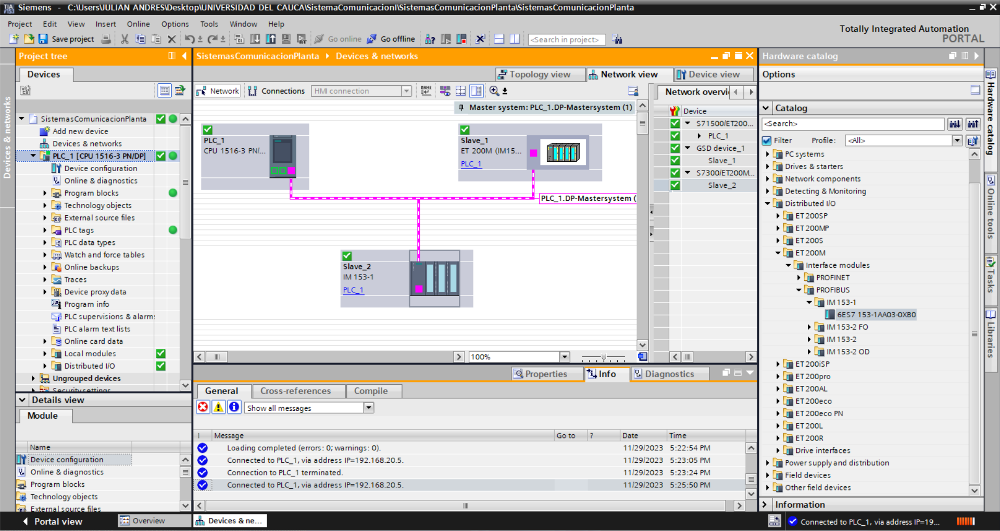 Siemens - C:\Users\JULIAN ANDRES\Desktop\UNIVERSIDAD DEL CAUCA\SistemaComunicacionI\SistemasComunicacionPlanta\SistemasComunicacionPlanta
Project Edit View Insert Online Options Tools Window Help
Totally Integrated Automation
PORTAL
Save project
Go online
Go offline
<Search in project>
Project tree
Devices
SistemasComunicacionPlanta
Add new device
Devices & networks
PLC_1 [CPU 1516-3 PN/DP]
Device configuration
Online & diagnostics
Program blocks
Technology objects
External source files
PLC tags
PLC data types
Watch and force tables
Online backups
Traces
Device proxy data
Program info
PLC supervisions & alarms
PLC alarm text lists
Online card data
Local modules
Distributed I/O
Ungrouped devices
Security settings
Details view
Module
Name
Device configuration
Online & diagnostics
Program blocks
Technology objects
External source files
Devices & networks
SistemasComunicacionPlanta Devices & networks
Topology view
Network view
Device view
Network
Connections
HMI connection
NAME
Master system: PLC_1.DP-Mastersystem (1)
PLC_1
CPU 1516-3 PN/...
Slave_1
ET 200M (IM15...
PLC_1
PLC_1.DP-Mastersystem (
Slave_2
IM 153-1
PLC_1
100%
Network overvi
Device
S71500/ET200...
PLC_1
GSD device_1
Slave_1
S7300/ET200M...
Slave_2
Properties
Info
Diagnostics
General
Cross-references
Compile
Show all messages
! Message Go to ? Date Time
Loading completed (errors: 0; warnings: 0). 11/29/2023 5:22:54 PM
Connected to PLC_1, via address IP=192.168.20.5. 11/29/2023 5:23:05 PM
Connection to PLC_1 terminated. 11/29/2023 5:23:24 PM
Connected to PLC_1, via address IP=192.168.20.5. 11/29/2023 5:25:50 PM
Hardware catalog
Options
Catalog
<Search>
Filter Profile: <All>
PC systems
Drives & starters
Network components
Detecting & Monitoring
Distributed I/O
ET 200SP
ET 200MP
ET 200S
ET 200M
Interface modules
PROFINET
PROFIBUS
IM 153-1
6ES7 153-1AA03-0XB0
IM 153-2 FO
IM 153-2
IM 153-2 OD
ET 200iSP
ET 200pro
ET 200AL
ET 200eco
ET 200eco PN
ET 200L
ET 200R
Drive interfaces
Power supply and distribution
Field devices
Other field devices
Information
Hardware catalog
Online tools
Tasks
Libraries
Portal view
Overview
Devices & ne...
Connected to PLC_1, via address IP=19...